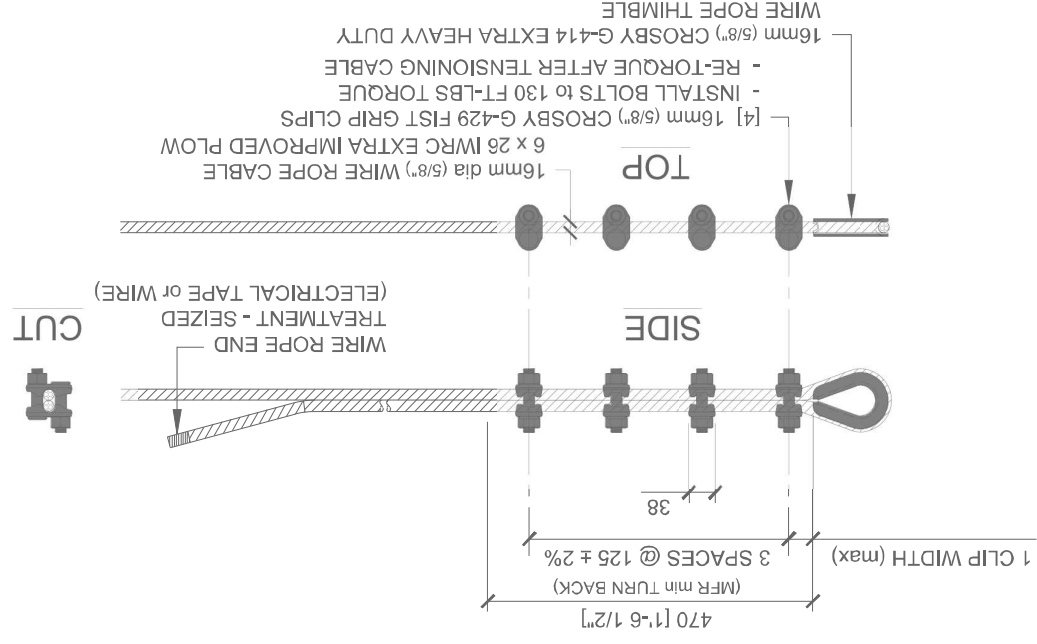 470 [1'-6 1/2"]
(MFR min TURN BACK)
1 CLIP WIDTH (max)
3 SPACES @ 125 ± 2%
38
WIRE ROPE END
TREATMENT - SEIZED
(ELECTRICAL TAPE or WIRE)
SIDE
CUT
16mm dia (5/8") WIRE ROPE CABLE
6 x 26 IWRC EXTRA IMPROVED PLOW
TOP
[4] 16mm (5/8") CROSBY G-429 FIST GRIP CLIPS
- INSTALL BOLTS to 130 FT-LBS TORQUE
- RE-TORQUE AFTER TENSIONING CABLE
16mm (5/8") CROSBY G-414 EXTRA HEAVY DUTY
WIRE ROPE THIMBLE